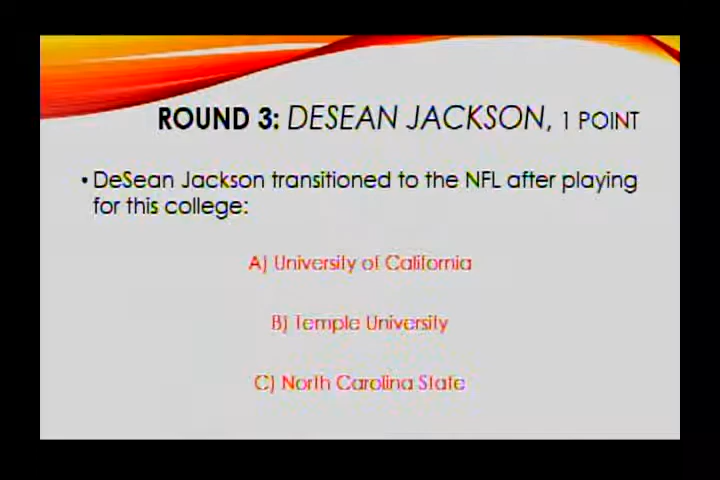 ROUND 3: DESEAN JACKSON, 1 POINT
• DeSean Jackson transitioned to the NFL after playing
for this college:
A) University of California
B) Temple University
C) North Carolina State